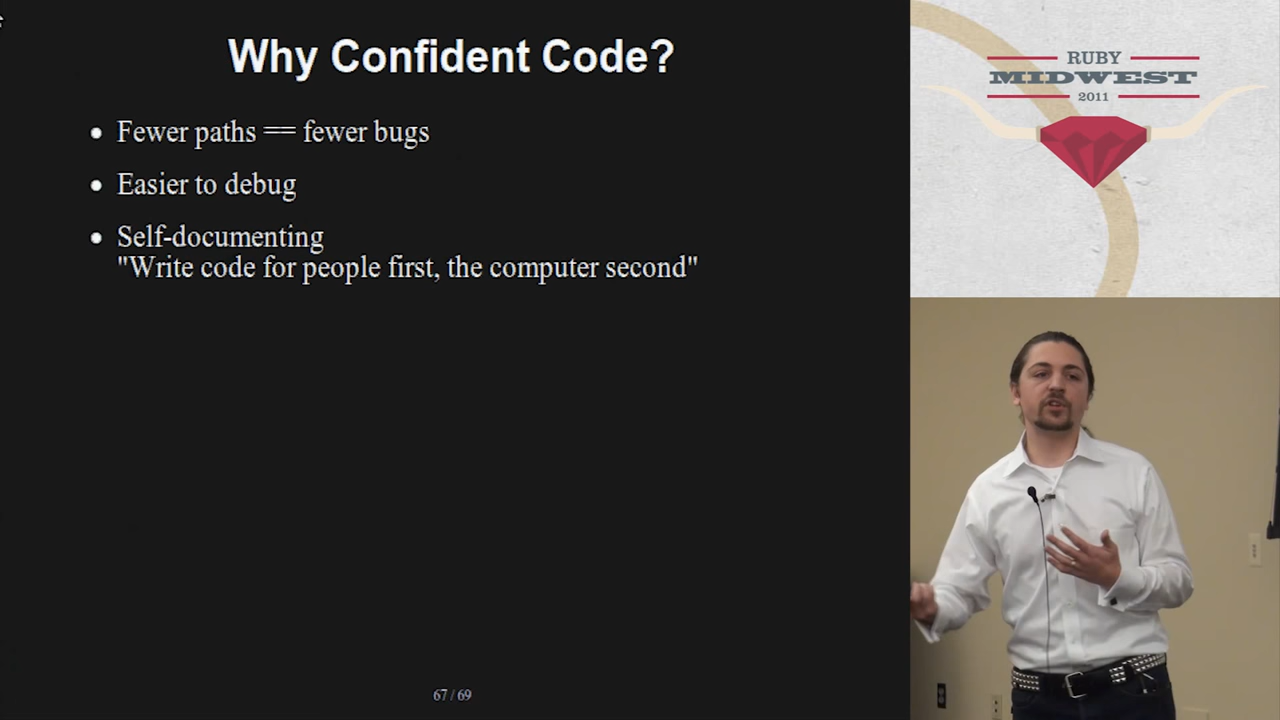 Why Confident Code?
Fewer paths == fewer bugs
Easier to debug
Self-documenting
"Write code for people first, the computer second"
67 / 69
RUBY
MIDWEST
2011